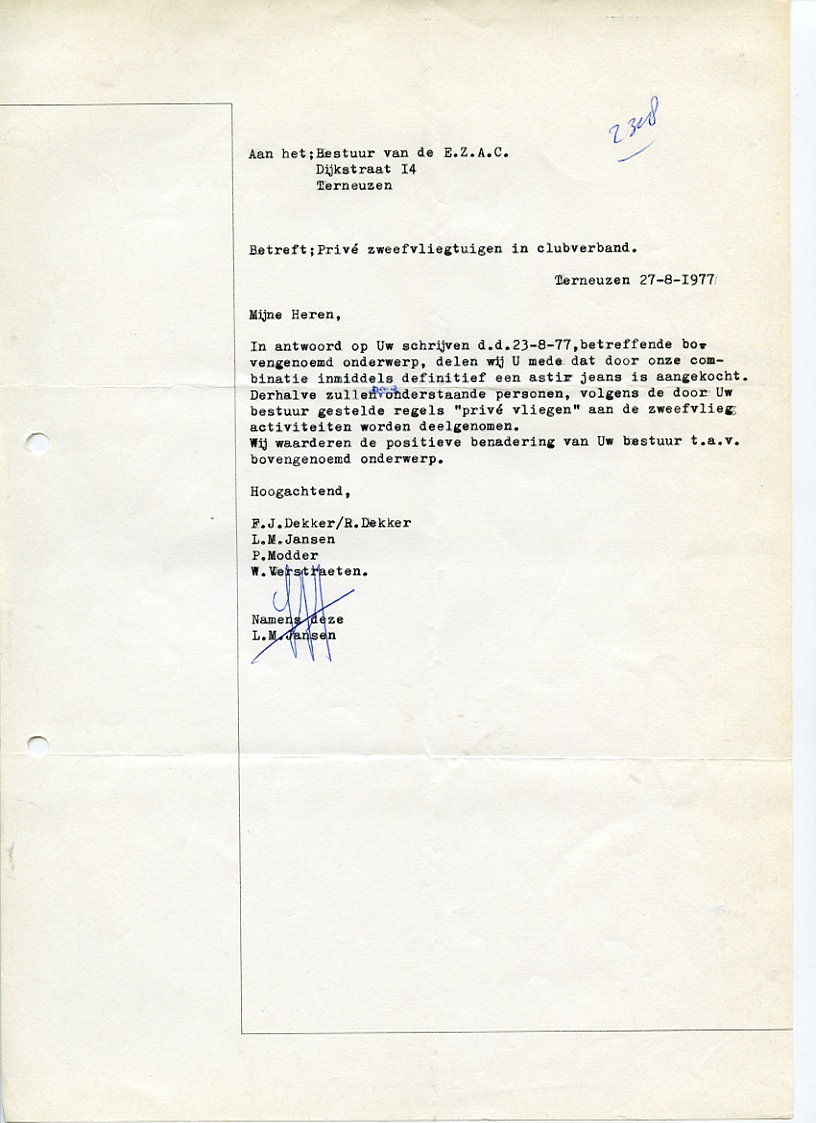 2308
Aan het;Bestuur van de E.Z.A.C.
Dijkstraat I4
Terneuzen
Betreft;Privé zweefvliegtuigen in clubverband.
Terneuzen 27-8-I977
Mijne Heren,
In antwoord op Uw schrijven d.d.23-8-77,betreffende bo-
vengenoemd onderwerp, delen wij U mede dat door onze com-
binatie inmiddels definitief een astir jeans is aangekocht.
Derhalve zullen door onderstaande personen, volgens de door Uw
bestuur gestelde regels "privé vliegen" aan de zweefvlieg
activiteiten worden deelgenomen.
Wij waarderen de positieve benadering van Uw bestuur t.a.v.
bovengenoemd onderwerp.
Hoogachtend,
F.J.Dekker/R.Dekker
L.M.Jansen
P.Modder
W.Verstraeten.
Namens deze
L.M.Jansen